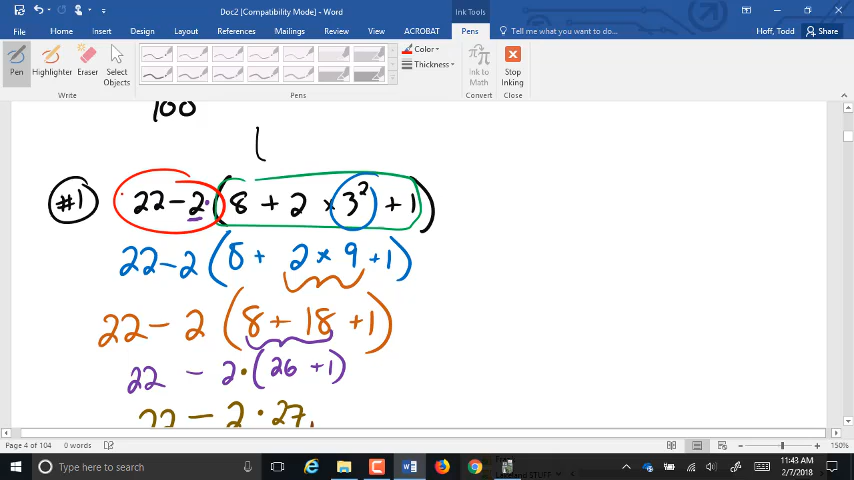 Doc2 [Compatibility Mode] - Word
Ink Tools
Hoff, Todd
Share
File
Home
Insert
Design
Layout
References
Mailings
Review
View
ACROBAT
Pens
Tell me what you want to do...
Pen
Highlighter
Eraser
Select Objects
Color
Thickness
Ink to Math
Stop Inking
Write
Pens
Convert
Close
100
#1 22-2·(8 + 2 × 3² + 1)
22-2(8 + 2 × 9 + 1)
22 - 2 (8 + 18 + 1)
22 - 2·(26 + 1)
22 - 2 · 27
Page 4 of 104
0 words
150%
Type here to search
11:43 AM
2/7/2018